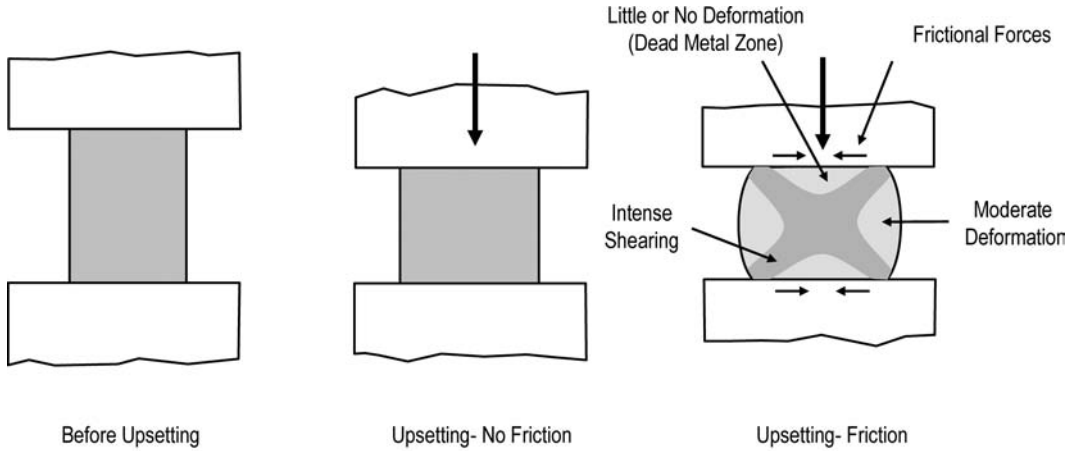 Little or No Deformation
(Dead Metal Zone)
Frictional Forces
Intense
Shearing
Moderate
Deformation
Before Upsetting
Upsetting- No Friction
Upsetting- Friction